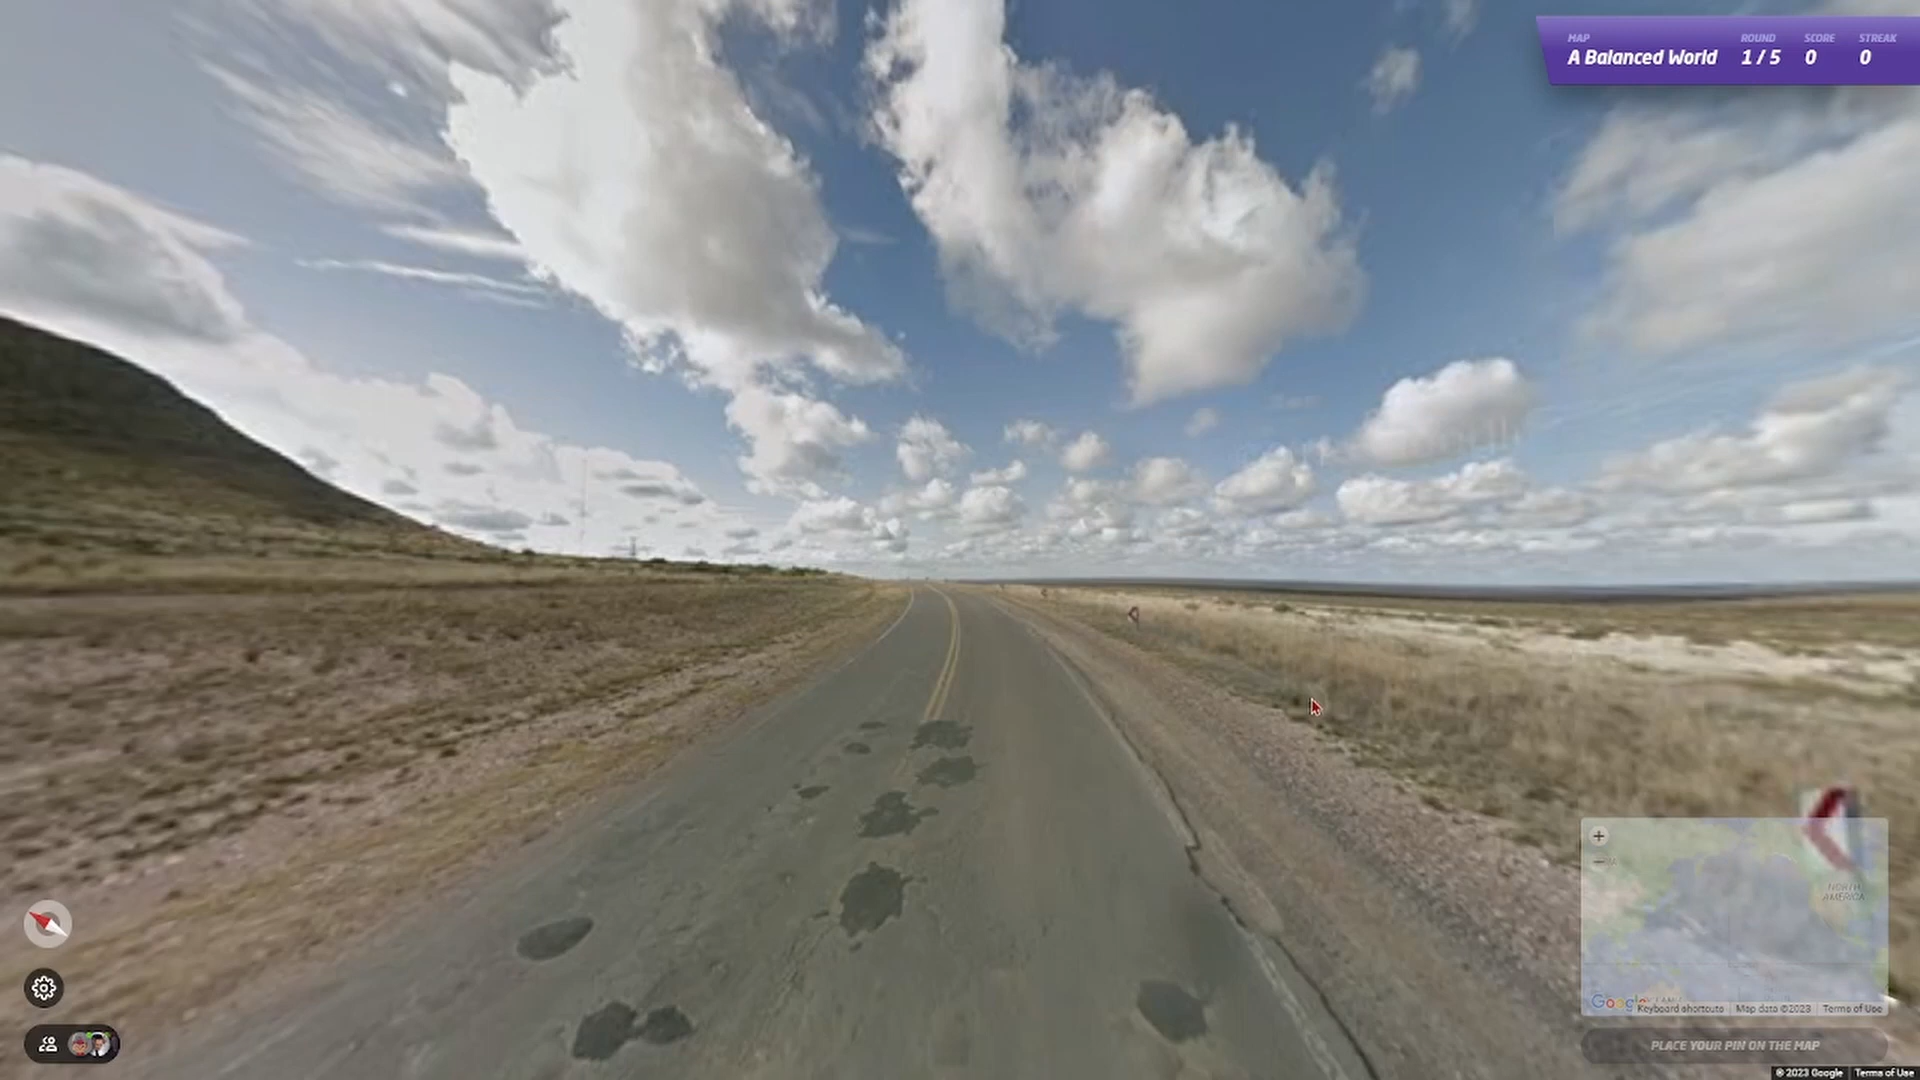 MAP
A Balanced World
ROUND
1 / 5
SCORE
0
STREAK
0
NORTH
AMERICA
Google
Keyboard shortcuts
Map data ©2023
Terms of Use
PLACE YOUR PIN ON THE MAP
© 2023 Google
Terms of Use